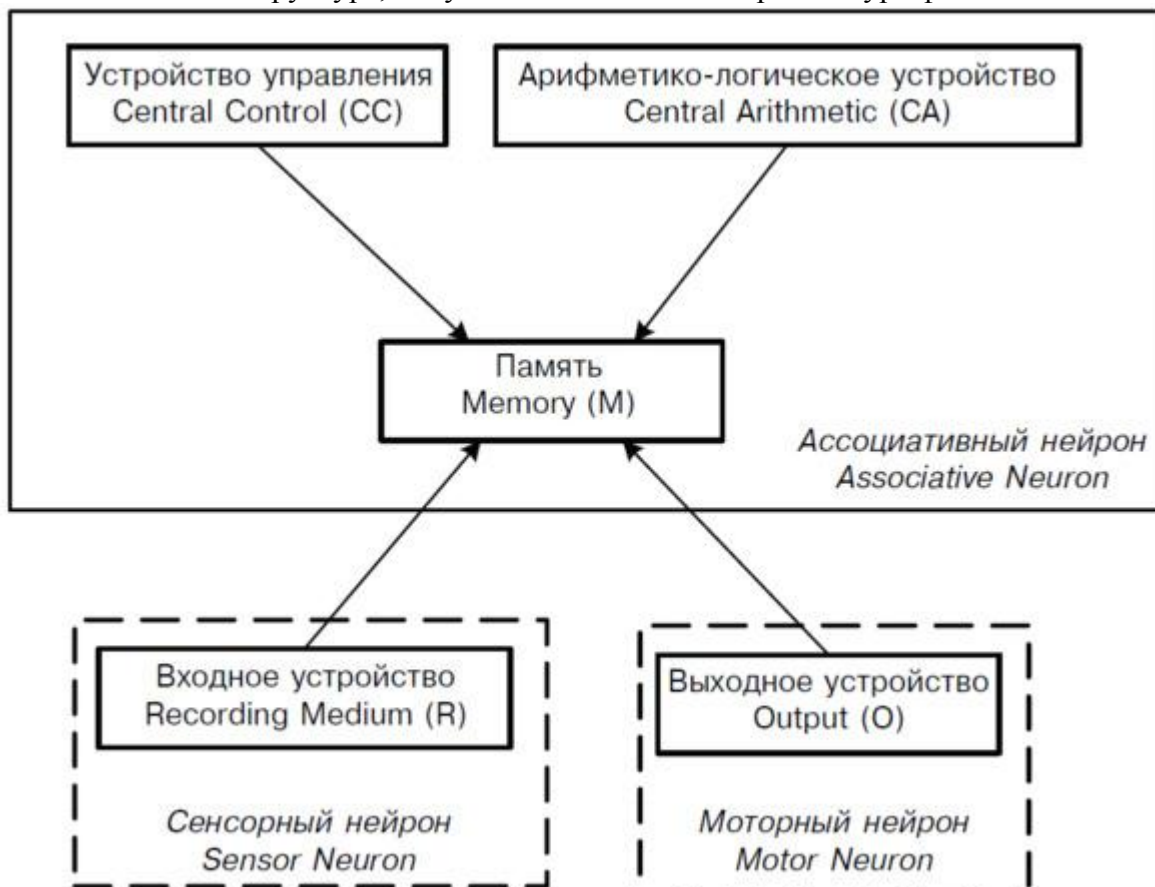 Устройство управления
Central Control (CC)
Арифметико-логическое устройство
Central Arithmetic (CA)
Память
Memory (M)
Ассоциативный нейрон
Associative Neuron
Входное устройство
Recording Medium (R)
Сенсорный нейрон
Sensor Neuron
Выходное устройство
Output (O)
Моторный нейрон
Motor Neuron